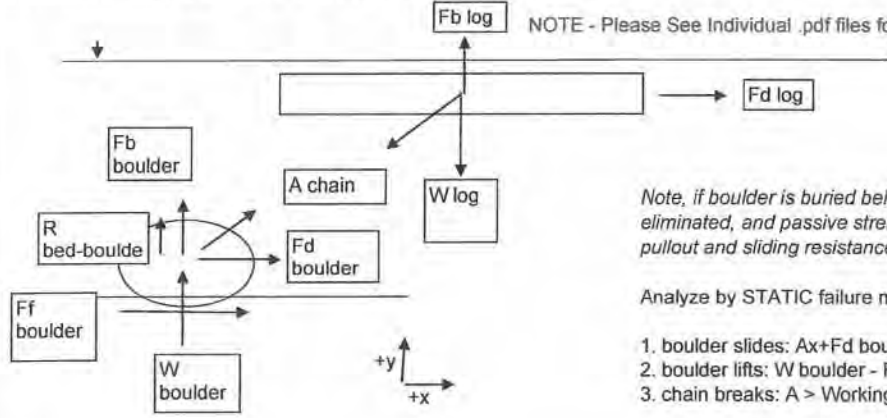 Fb log
NOTE - Please See Individual .pdf files fo
Fd log
Fb
boulder
A chain
W log
R
bed-boulde
Fd
boulder
Ff
boulder
W
boulder
+y
+x
Note, if boulder is buried bel
eliminated, and passive stre
pullout and sliding resistance
Analyze by STATIC failure m
1. boulder slides: Ax+Fd bou
2. boulder lifts: W boulder - F
3. chain breaks: A > Working